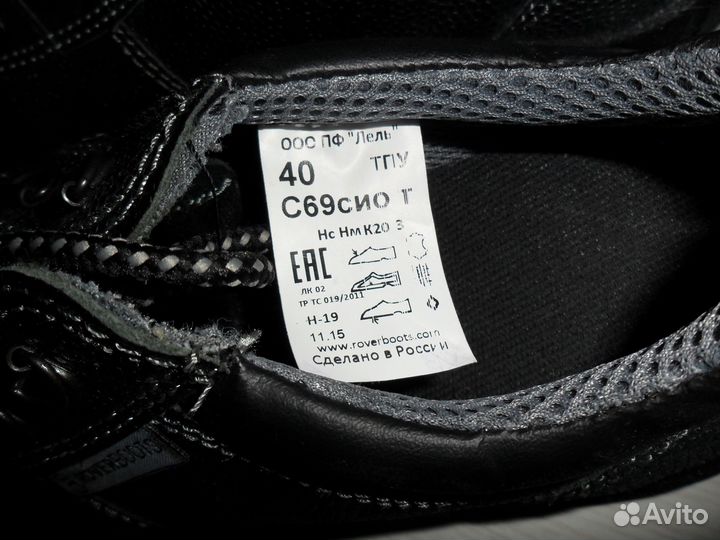 ООС ПФ "Лель"
40 ТПУ
С69сио Т
Нс Нм К20 З
ЕАС
ЛК 02
ТР ТС 019/2011
Н-19
11.15
www.roverboots.com
Сделано в России
ROVERBOOTS
Avito